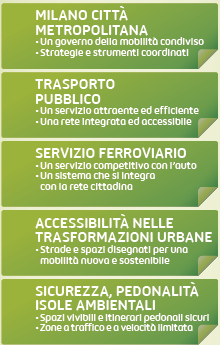 MILANO CITTÀ
METROPOLITANA
• Un governo della mobilità condiviso
• Strategie e strumenti coordinati
TRASPORTO
PUBBLICO
• Un servizio attraente ed efficiente
• Una rete integrata ed accessibile
SERVIZIO FERROVIARIO
• Un servizio competitivo con l'auto
• Un sistema che si integra
con la rete cittadina
ACCESSIBILITÀ NELLE
TRASFORMAZIONI URBANE
• Strade e spazi disegnati per una
mobilità nuova e sostenibile
SICUREZZA, PEDONALITÀ
ISOLE AMBIENTALI
• Spazi vivibili e itinerari pedonali sicuri
• Zone a traffico e a velocità limitata